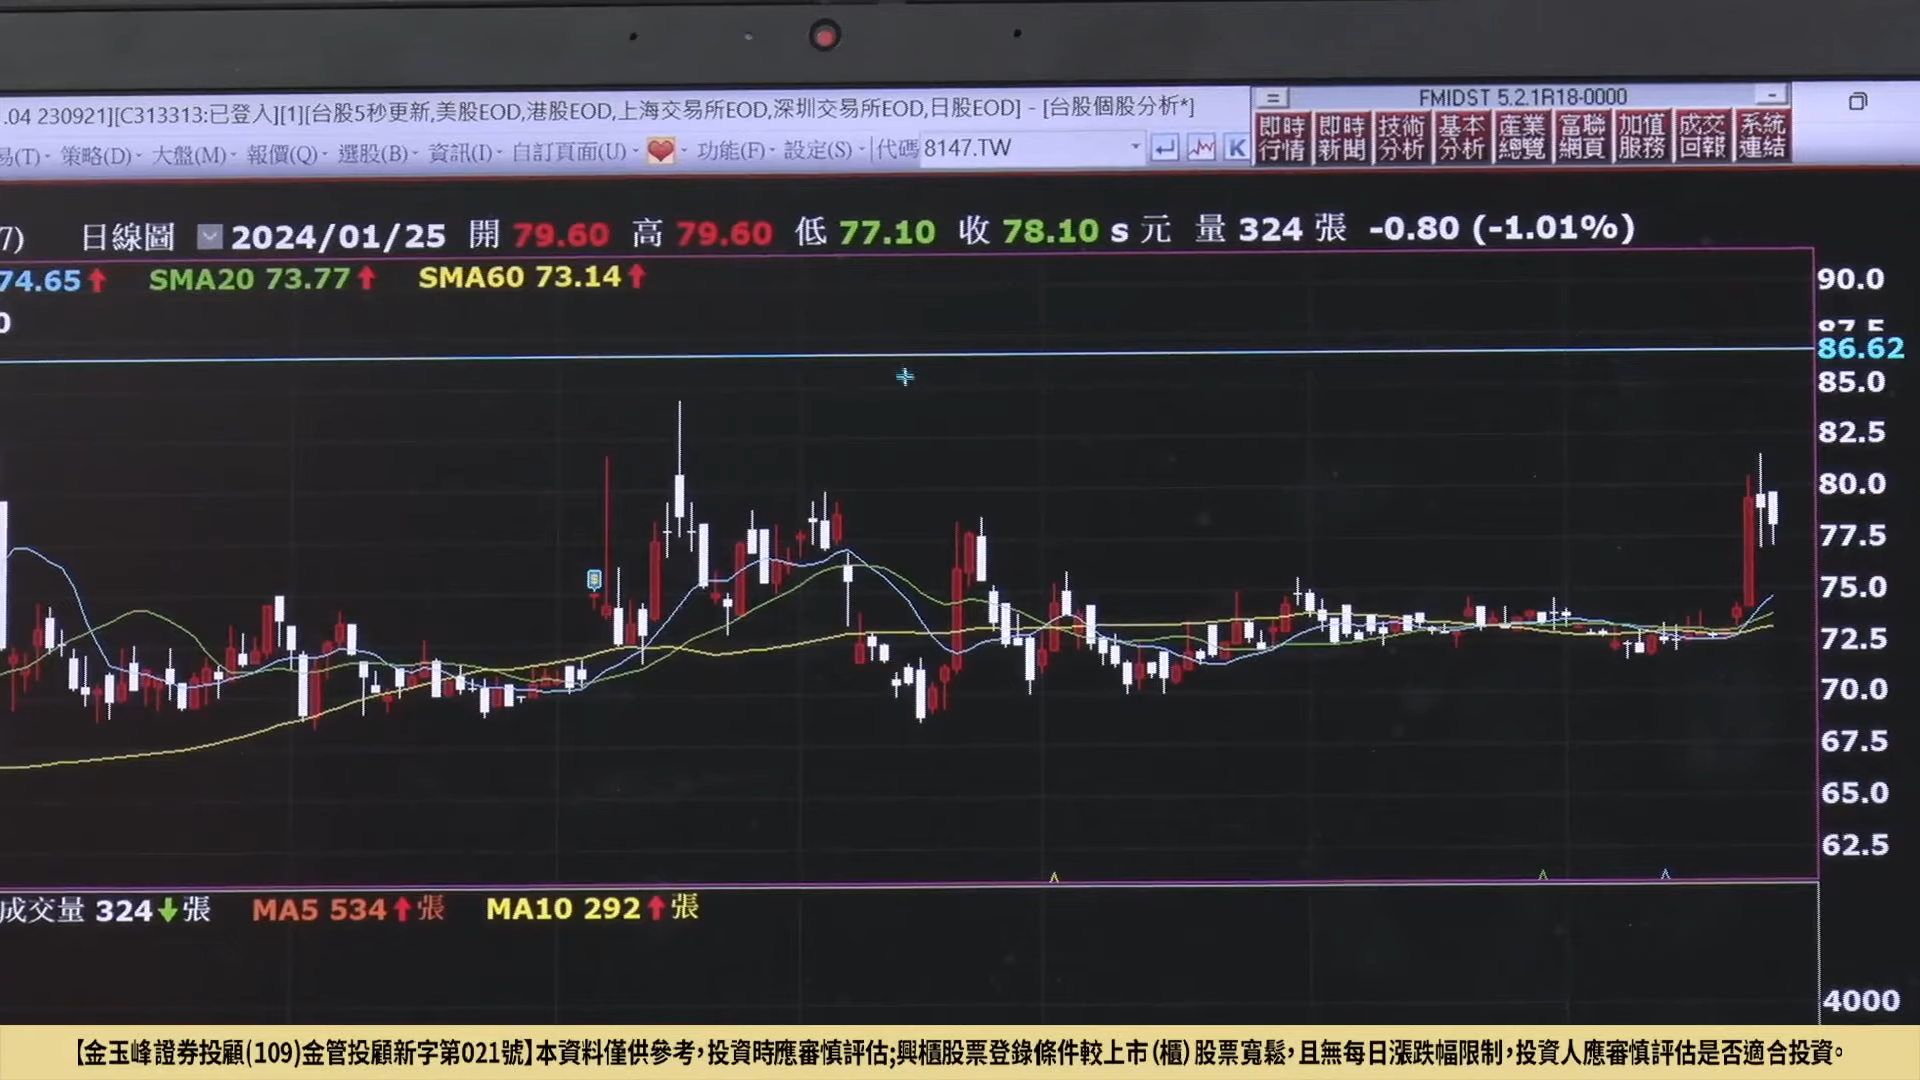 .04 230921][C313313:已登入][1][台股5秒更新,美股EOD,港股EOD,上海交易所EOD,深圳交易所EOD,日股EOD] - [台股個股分析*]
FMIDST 5.2.1R18-0000
易(T) 策略(D) 大盤(M) 報價(Q) 選股(B) 資訊(I) 自訂頁面(U) 功能(F) 設定(S) 代碼 8147.TW K
即時行情 即時新聞 技術分析 基本分析 產業總覽 富聯網頁 加值服務 成交回報 系統連結
7) 日線圖 2024/01/25 開 79.60 高 79.60 低 77.10 收 78.10 s 元 量 324 張 -0.80 (-1.01%)
74.65 SMA20 73.77 SMA60 73.14
0
90.0
87.5
86.62
85.0
82.5
80.0
77.5
75.0
72.5
70.0
67.5
65.0
62.5
成交量 324 張 MA5 534 張 MA10 292 張
4000
【金玉峰證券投顧(109)金管投顧新字第021號】本資料僅供參考,投資時應審慎評估;興櫃股票登錄條件較上市(櫃)股票寬鬆,且無每日漲跌幅限制,投資人應審慎評估是否適合投資。